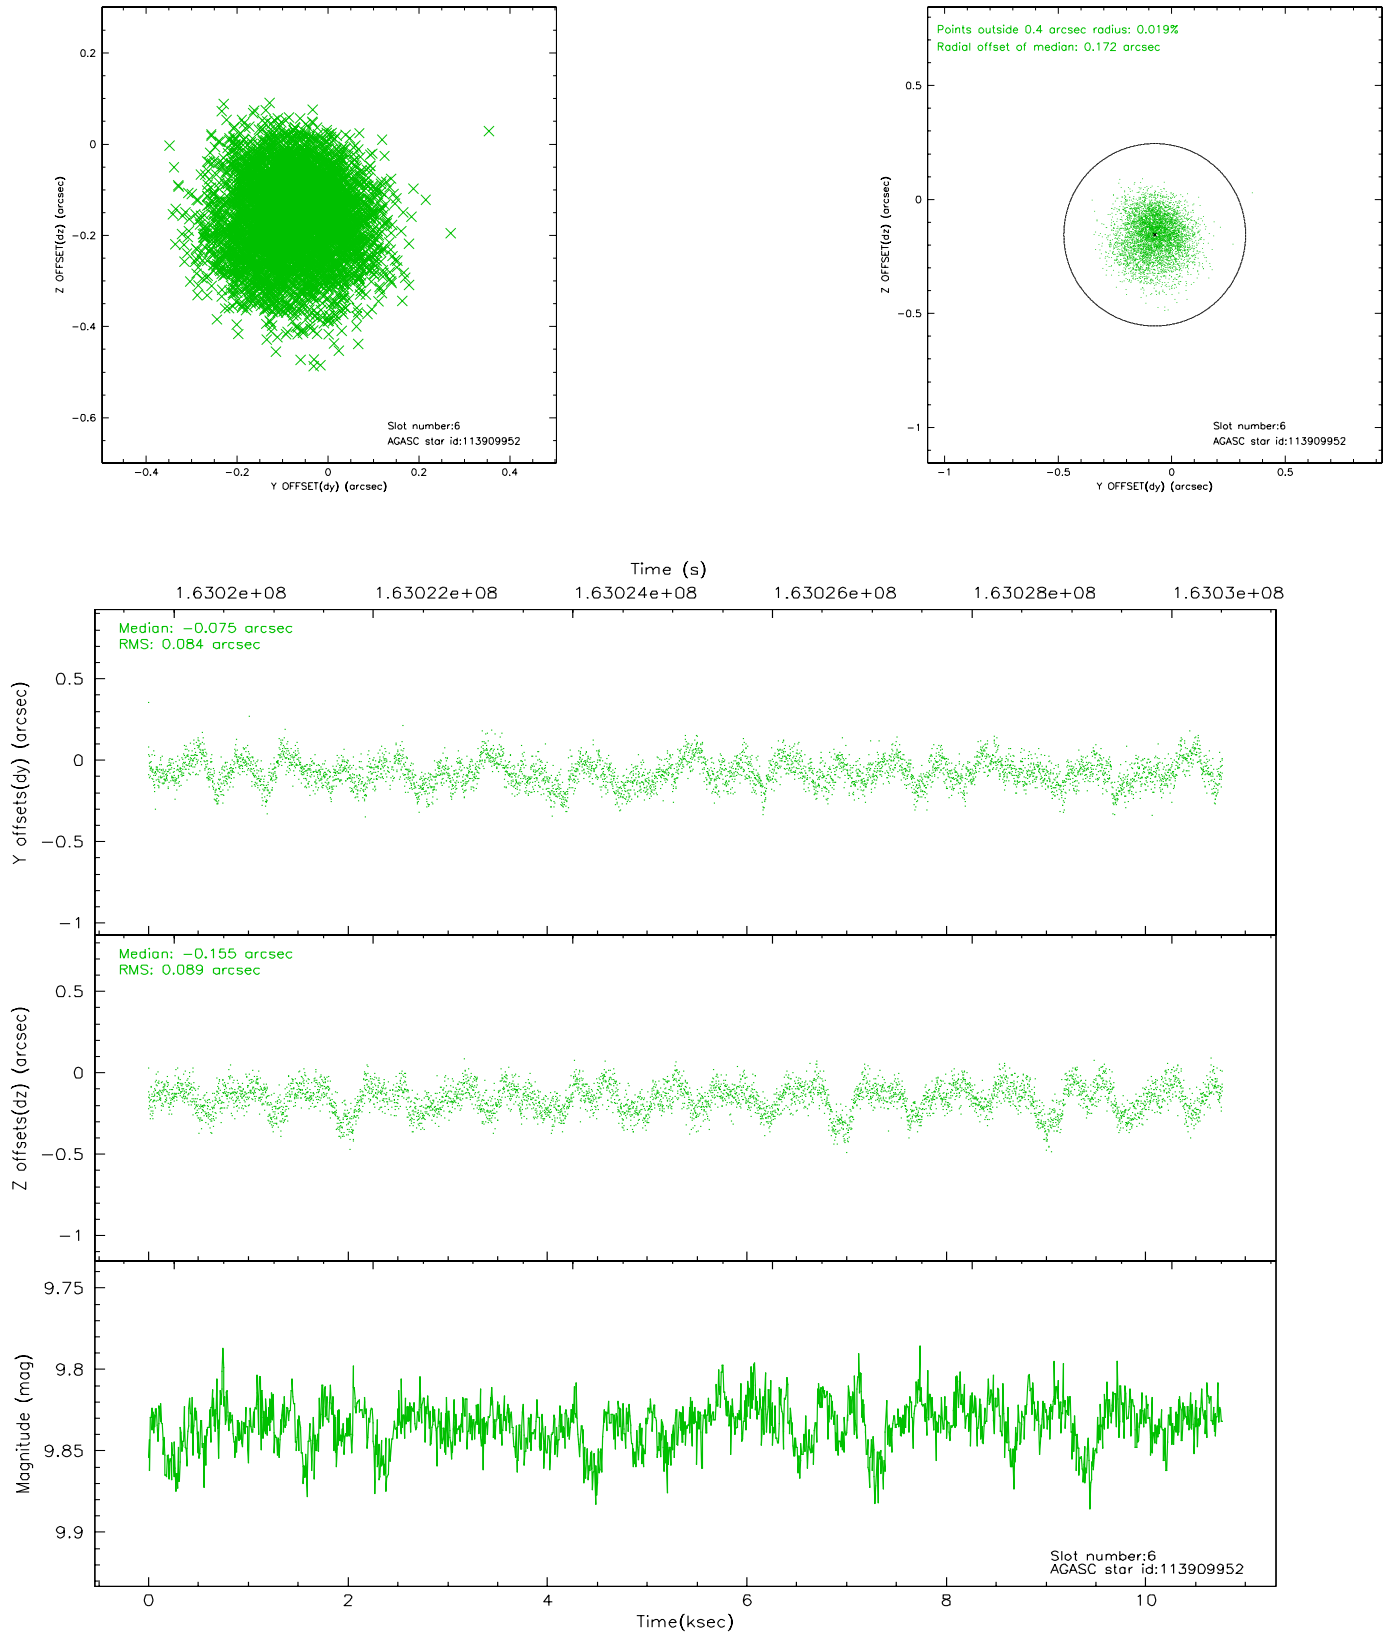 0.2
0
−0.2
−0.4
−0.6
Z OFFSET(dz) (arcsec)
Slot number:6
AGASC star id:113909952
−0.4 −0.2 0 0.2 0.4
Y OFFSET(dy) (arcsec)
Points outside 0.4 arcsec radius: 0.019%
Radial offset of median: 0.172 arcsec
0.5
0
−0.5
−1
Z OFFSET(dz) (arcsec)
Slot number:6
AGASC star id:113909952
−1 −0.5 0 0.5
Y OFFSET(dy) (arcsec)
Time (s)
1.6302e+08 1.63022e+08 1.63024e+08 1.63026e+08 1.63028e+08 1.6303e+08
Median: −0.075 arcsec
RMS: 0.084 arcsec
0.5
0
−0.5
−1
Y offsets(dy) (arcsec)
Median: −0.155 arcsec
RMS: 0.089 arcsec
0.5
0
−0.5
−1
Z offsets(dz) (arcsec)
9.75
9.8
9.85
9.9
Magnitude (mag)
Slot number:6
AGASC star id:113909952
0 2 4 6 8 10
Time(ksec)